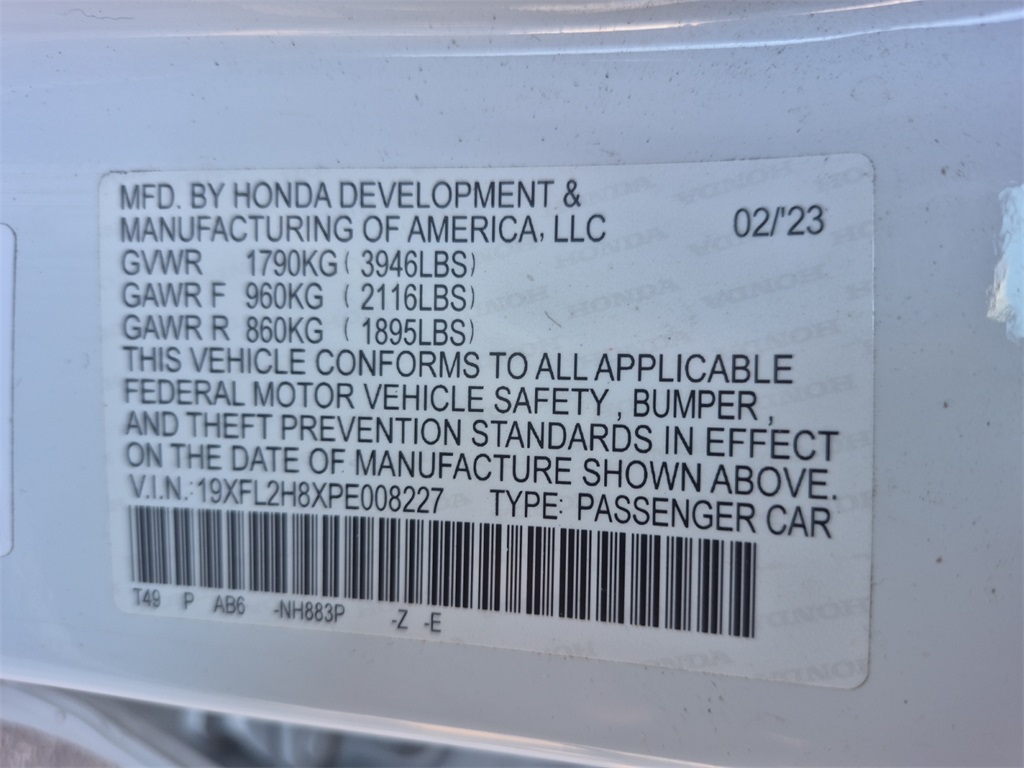 MFD. BY HONDA DEVELOPMENT &
MANUFACTURING OF AMERICA, LLC 02/'23
GVWR 1790KG ( 3946LBS)
GAWR F 960KG ( 2116LBS)
GAWR R 860KG ( 1895LBS)
THIS VEHICLE CONFORMS TO ALL APPLICABLE
FEDERAL MOTOR VEHICLE SAFETY , BUMPER ,
AND THEFT PREVENTION STANDARDS IN EFFECT
ON THE DATE OF MANUFACTURE SHOWN ABOVE.
V.I.N.: 19XFL2H8XPE008227 TYPE: PASSENGER CAR
T49 P AB6 -NH883P -Z -E